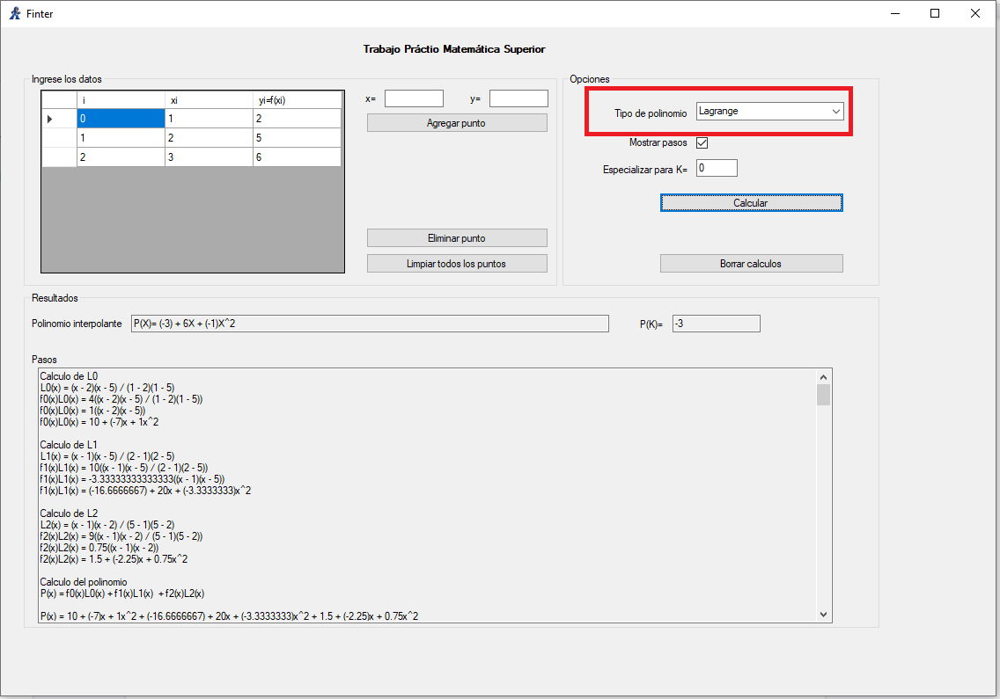 Finter
Trabajo Práctio Matemática Superior
Ingrese los datos
i xi yi=f(xi)
0 1 2
1 2 5
2 3 6
x= y=
Agregar punto
Eliminar punto
Limpiar todos los puntos
Opciones
Tipo de polinomio Lagrange
Mostrar pasos
Especializar para K= 0
Calcular
Borrar calculos
Resultados
Polinomio interpolante P(X)= (-3) + 6X + (-1)X^2 P(K)= -3
Pasos
Calculo de L0
L0(x) = (x - 2)(x - 5) / (1 - 2)(1 - 5)
f0(x)L0(x) = 4((x - 2)(x - 5) / (1 - 2)(1 - 5))
f0(x)L0(x) = 1((x - 2)(x - 5))
f0(x)L0(x) = 10 + (-7)x + 1x^2
Calculo de L1
L1(x) = (x - 1)(x - 5) / (2 - 1)(2 - 5)
f1(x)L1(x) = 10((x - 1)(x - 5) / (2 - 1)(2 - 5))
f1(x)L1(x) = -3.33333333333333((x - 1)(x - 5))
f1(x)L1(x) = (-16.6666667) + 20x + (-3.3333333)x^2
Calculo de L2
L2(x) = (x - 1)(x - 2) / (5 - 1)(5 - 2)
f2(x)L2(x) = 9((x - 1)(x - 2) / (5 - 1)(5 - 2))
f2(x)L2(x) = 0.75((x - 1)(x - 2))
f2(x)L2(x) = 1.5 + (-2.25)x + 0.75x^2
Calculo del polinomio
P(x) = f0(x)L0(x) + f1(x)L1(x) + f2(x)L2(x)
P(x) = 10 + (-7)x + 1x^2 + (-16.6666667) + 20x + (-3.3333333)x^2 + 1.5 + (-2.25)x + 0.75x^2